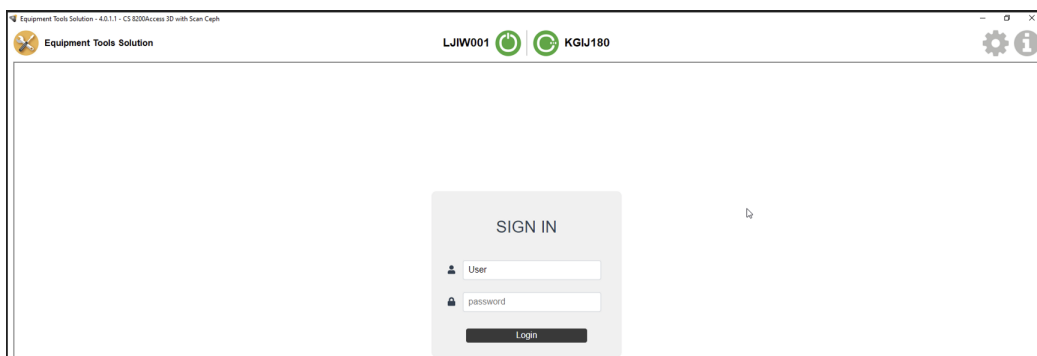 Equipment Tools Solution - 4.0.1.1 - CS 8200Access 3D with Scan Ceph
Equipment Tools Solution
LJIW001 KGIJ180
SIGN IN
User
password
Login